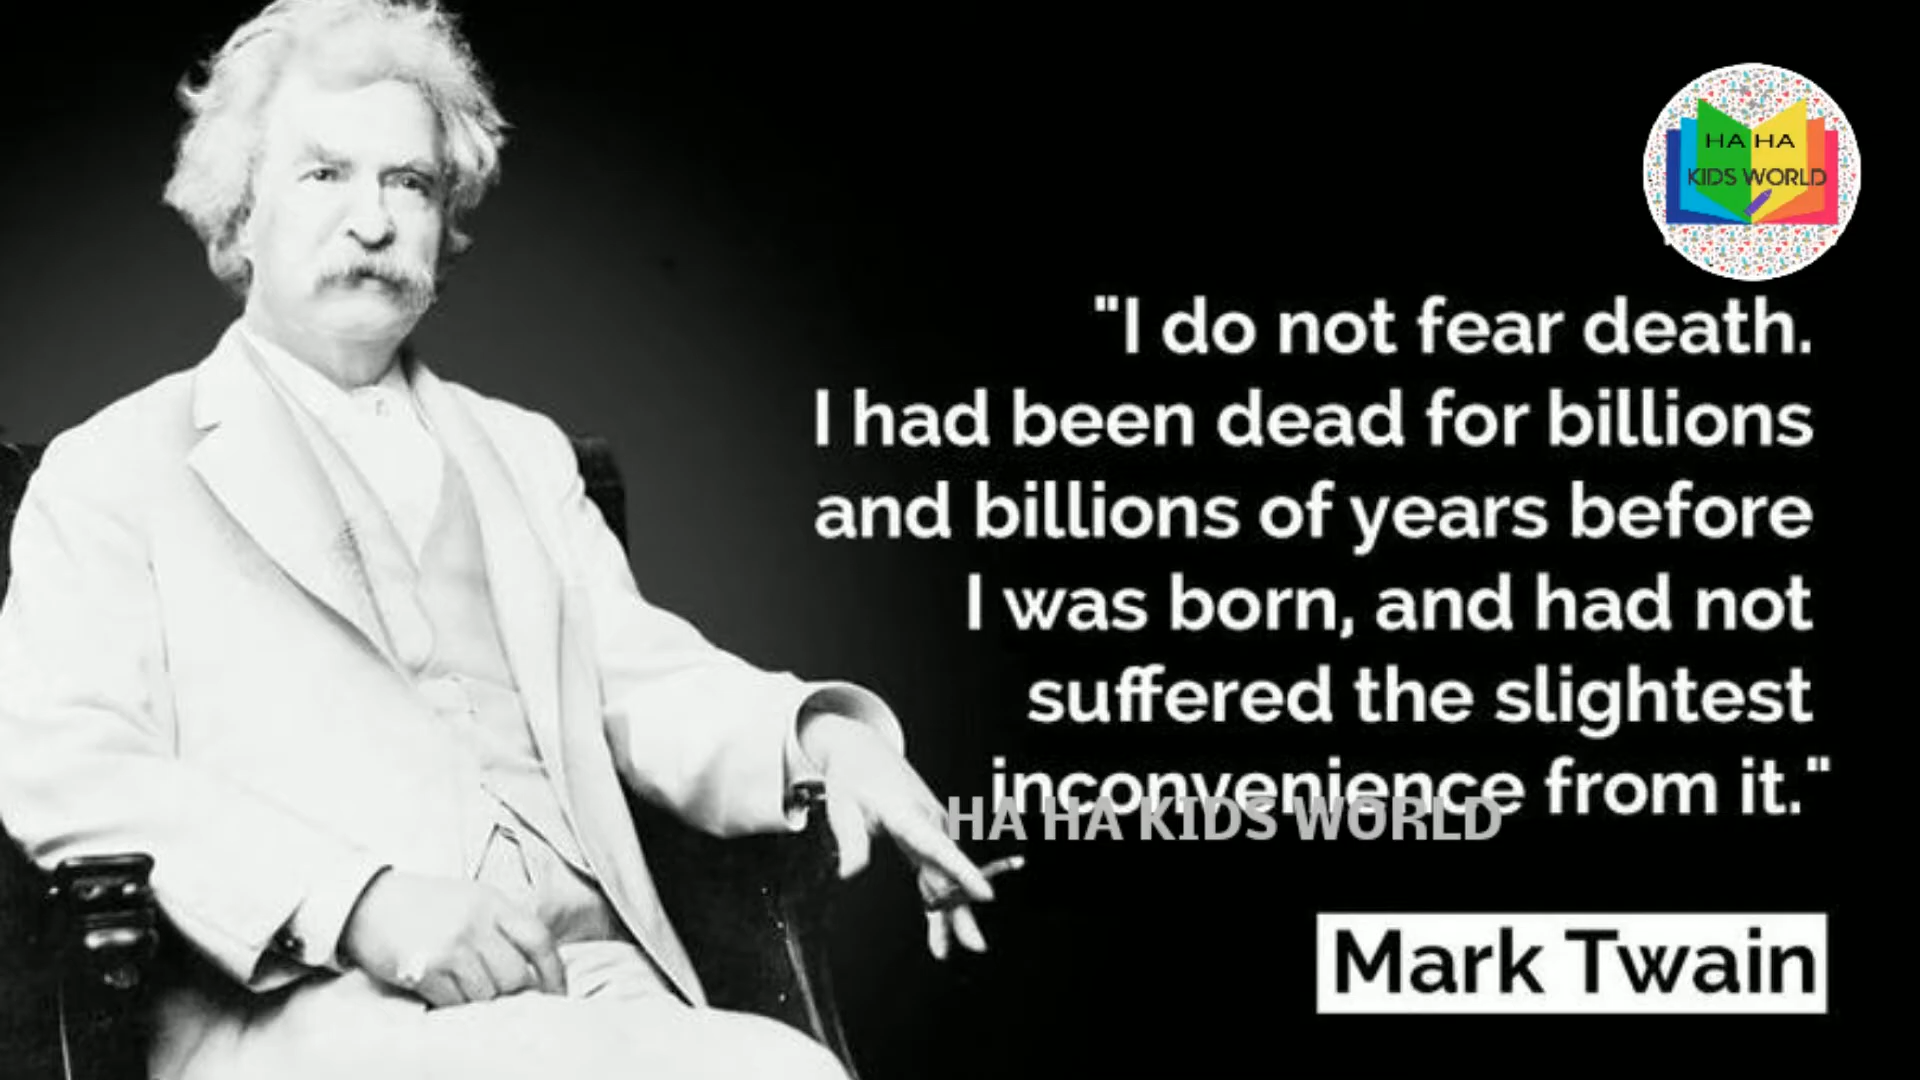 HA HA
KIDS WORLD
"I do not fear death.
I had been dead for billions
and billions of years before
I was born, and had not
suffered the slightest
inconvenience from it."
HA HA KIDS WORLD
Mark Twain